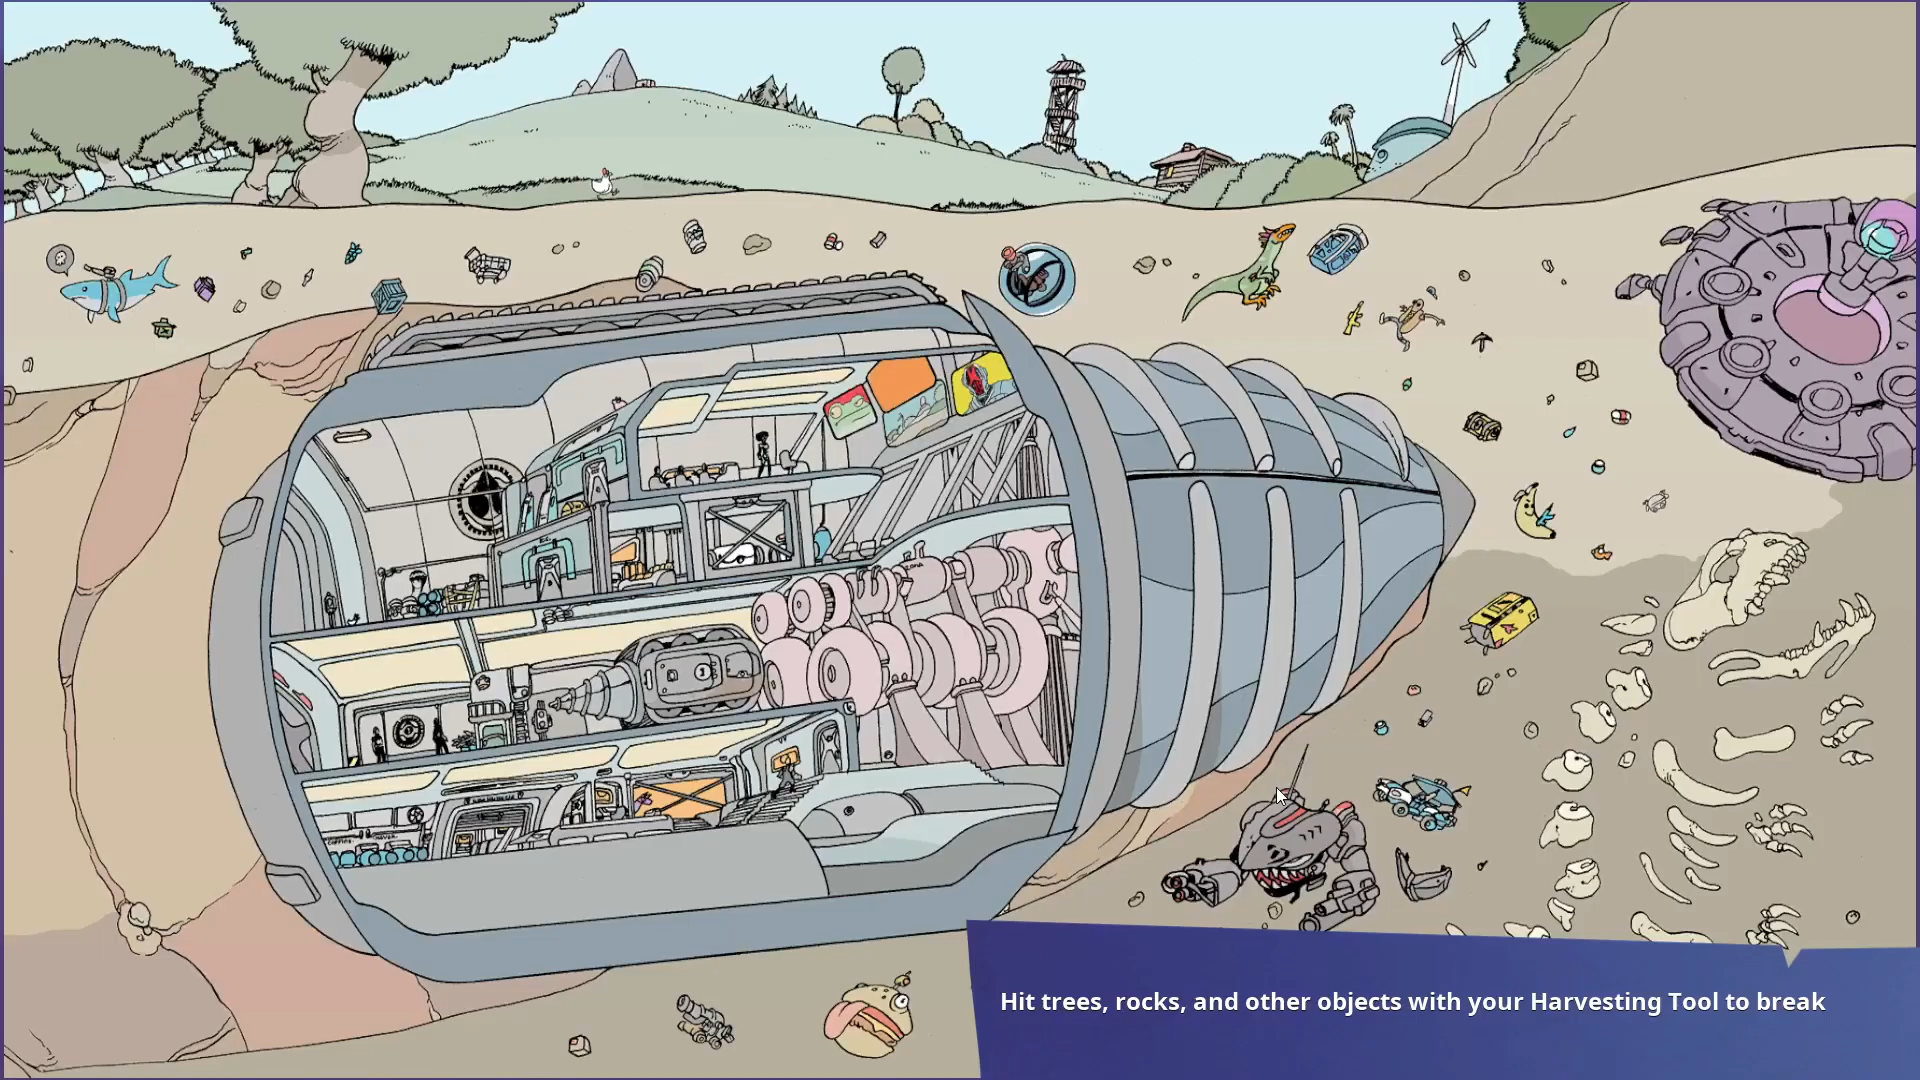 Hit trees, rocks, and other objects with your Harvesting Tool to break